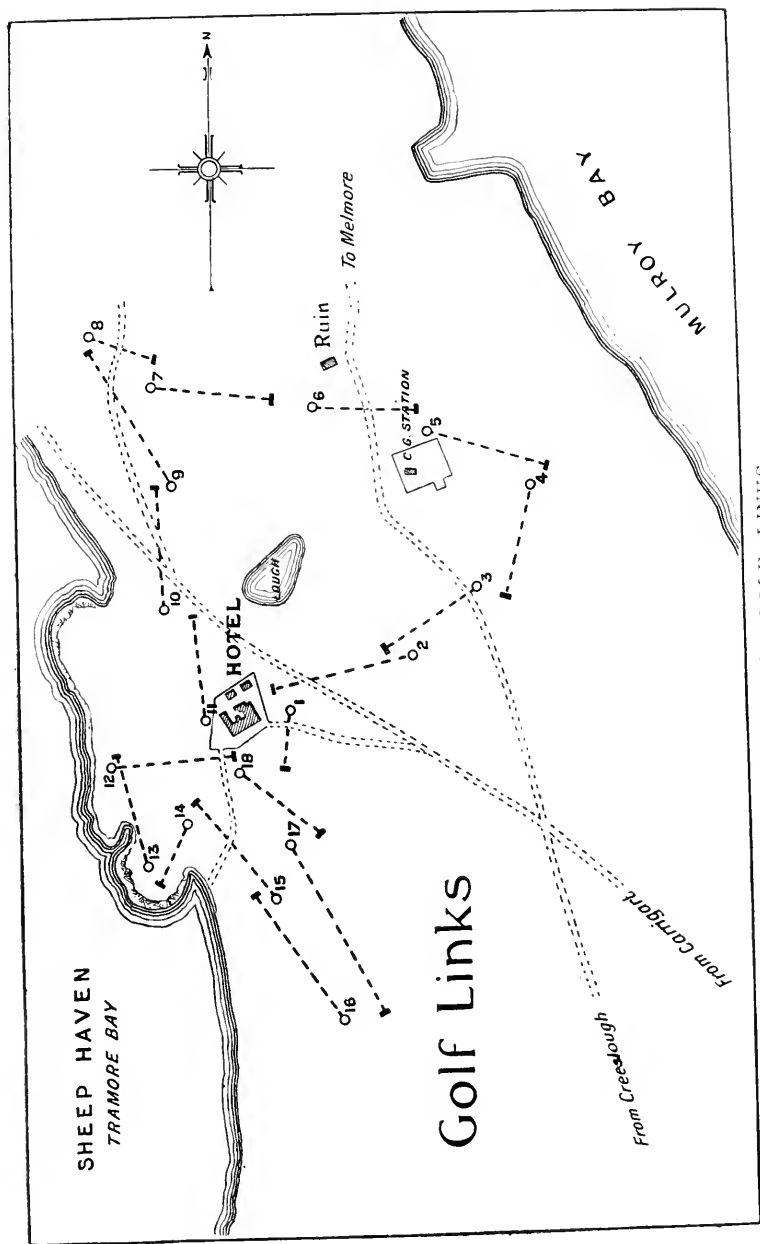 SHEEP HAVEN
TRAMORE BAY
N
MULROY BAY
To Melmore
Ruin
C.G. STATION
LOUGH
HOTEL
1
2
3
4
5
6
7
8
9
10
11
12
13
14
15
16
17
18
Golf Links
From Carrigart
From Creeslough